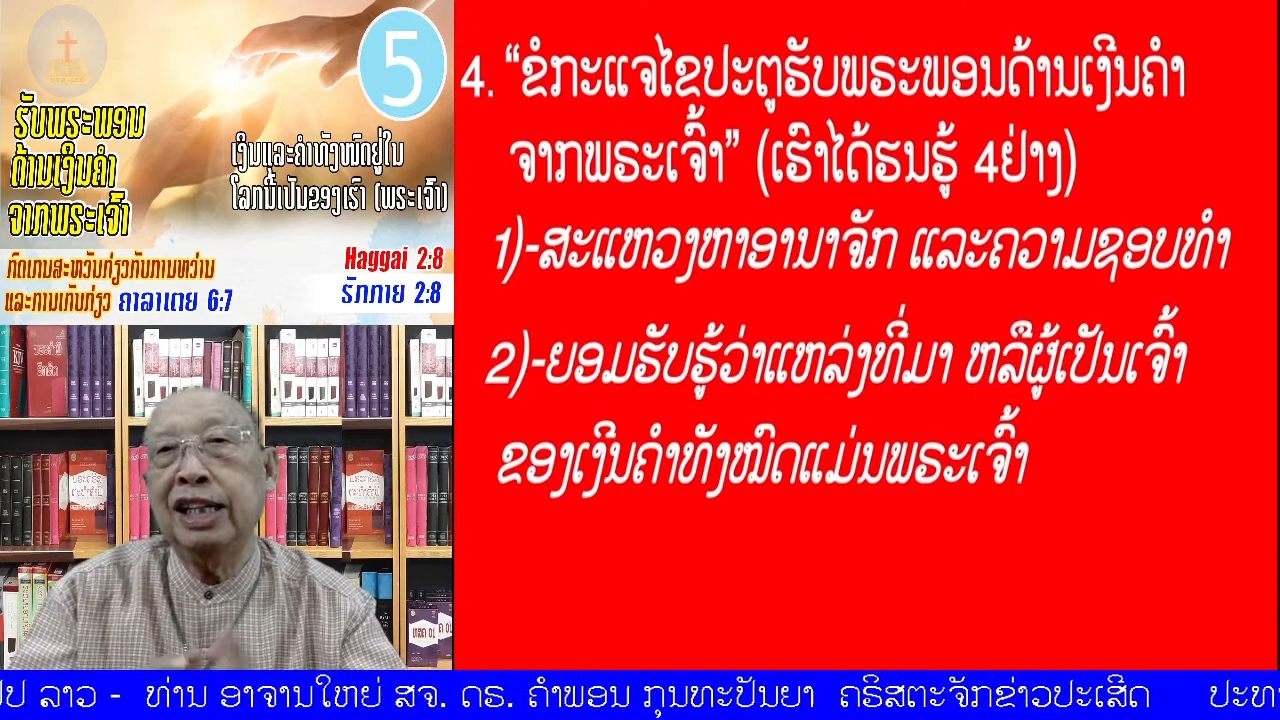 5
ຮັບພຣະພອນ
ດ້ານເງິນຄຳ
ຈາກພຣະເຈົ້າ
ເງິນແລະຄຳທັງໝົດຢູ່ໃນ
ໂລກນີ້ເປັນຂອງເຮົາ (ພຣະເຈົ້າ)
ກົດເກນສະຫວັນກ່ຽວກັບການຫວ່ານ
ແລະການເກັບກ່ຽວ ຄາລາເຕຍ 6:7
Haggai 2:8
ຮັກກາຍ 2:8
4. “ຂໍກະແຈໄຂປະຕູຮັບພຣະພອນດ້ານເງິນຄຳ
ຈາກພຣະເຈົ້າ” (ເຮົາໄດ້ຮນຮູ້ 4ຢ່າງ)
1)-ສະແຫວງຫາອານາຈັກ ແລະຄວາມຊອບທຳ
2)-ຍອມຮັບຮູ້ວ່າແຫລ່ງທີ່ມາ ຫລືຜູ້ເປັນເຈົ້າ
ຂອງເງິນຄຳທັງໝົດແມ່ນພຣະເຈົ້າ
ລາວ - ທ່ານ ອາຈານໃຫຍ່ ສຈ. ດຣ. ຄຳພອນ ກຸນທະປັນຍາ ຄຣິສຕະຈັກຂ່າວປະເສີດ